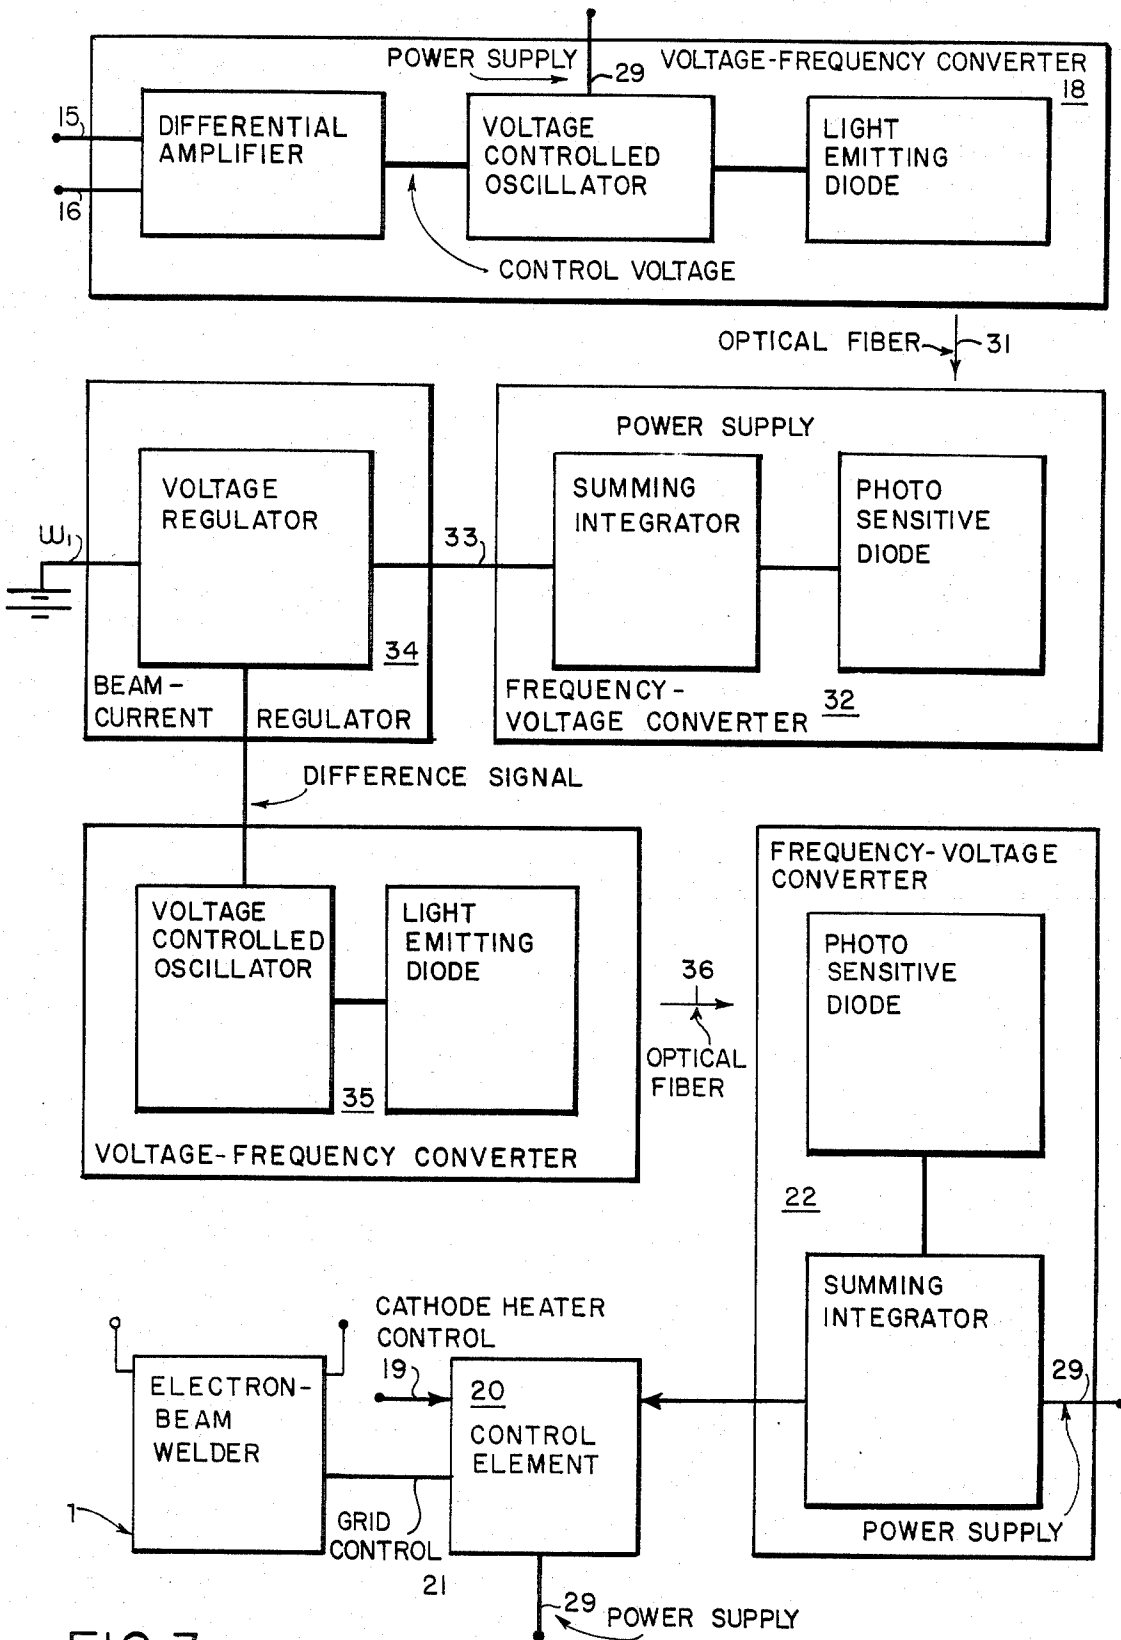 POWER SUPPLY
29
VOLTAGE-FREQUENCY CONVERTER
18
15
16
DIFFERENTIAL
AMPLIFIER
VOLTAGE
CONTROLLED
OSCILLATOR
LIGHT
EMITTING
DIODE
CONTROL VOLTAGE
OPTICAL FIBER
31
POWER SUPPLY
VOLTAGE
REGULATOR
W1
33
SUMMING
INTEGRATOR
PHOTO
SENSITIVE
DIODE
34
BEAM-
CURRENT REGULATOR
FREQUENCY-
VOLTAGE CONVERTER
32
DIFFERENCE SIGNAL
VOLTAGE
CONTROLLED
OSCILLATOR
LIGHT
EMITTING
DIODE
35
VOLTAGE-FREQUENCY CONVERTER
36
OPTICAL
FIBER
FREQUENCY-VOLTAGE
CONVERTER
PHOTO
SENSITIVE
DIODE
22
SUMMING
INTEGRATOR
29
POWER SUPPLY
CATHODE HEATER
CONTROL
19
20
CONTROL
ELEMENT
ELECTRON-
BEAM
WELDER
1
GRID
CONTROL
21
29
POWER SUPPLY